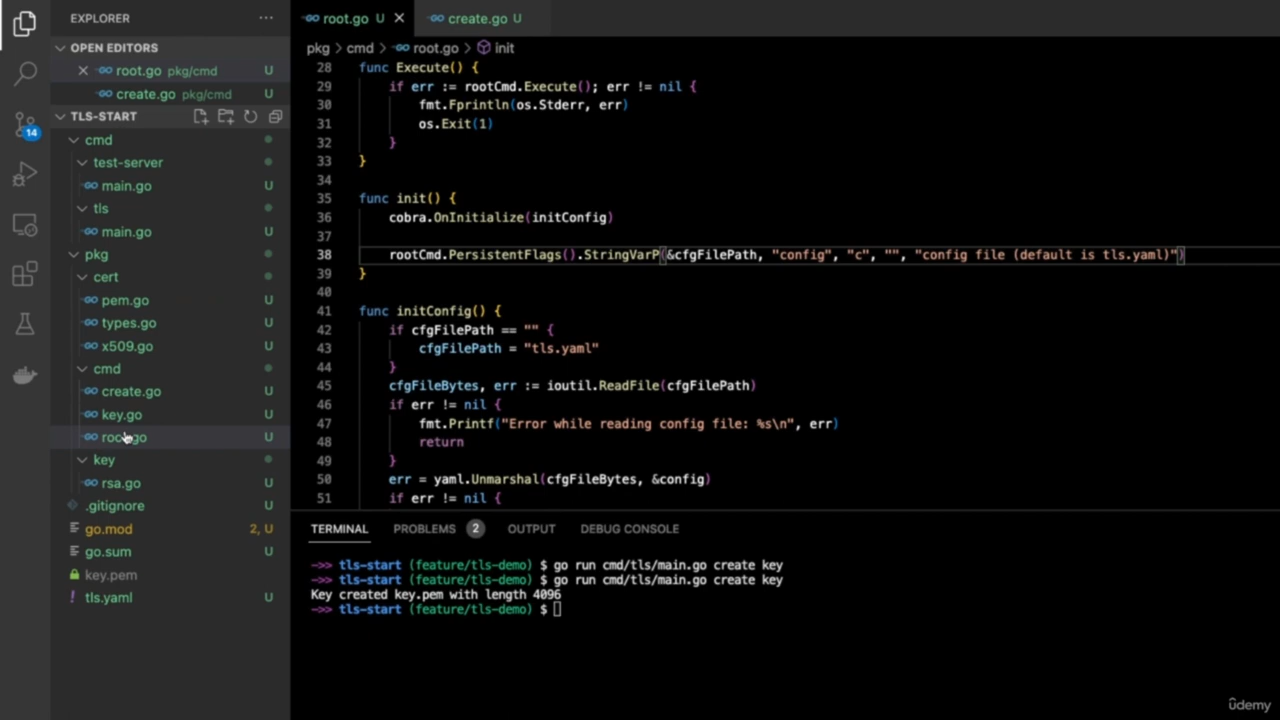 EXPLORER
OPEN EDITORS
root.go pkg/cmd U
create.go pkg/cmd U
TLS-START
cmd
test-server
main.go U
tls
main.go U
pkg
cert
pem.go U
types.go U
x509.go U
cmd
create.go U
key.go U
root.go U
key
rsa.go U
.gitignore U
go.mod 2, U
go.sum U
key.pem
tls.yaml U
14
root.go U
create.go U
pkg > cmd > root.go > init
28 func Execute() {
29 if err := rootCmd.Execute(); err != nil {
30 fmt.Fprintln(os.Stderr, err)
31 os.Exit(1)
32 }
33 }
34
35 func init() {
36 cobra.OnInitialize(initConfig)
37
38 rootCmd.PersistentFlags().StringVarP(&cfgFilePath, "config", "c", "", "config file (default is tls.yaml)")
39 }
40
41 func initConfig() {
42 if cfgFilePath == "" {
43 cfgFilePath = "tls.yaml"
44 }
45 cfgFileBytes, err := ioutil.ReadFile(cfgFilePath)
46 if err != nil {
47 fmt.Printf("Error while reading config file: %s\n", err)
48 return
49 }
50 err = yaml.Unmarshal(cfgFileBytes, &config)
51 if err != nil {
TERMINAL PROBLEMS 2 OUTPUT DEBUG CONSOLE
->> tls-start (feature/tls-demo) $ go run cmd/tls/main.go create key
->> tls-start (feature/tls-demo) $ go run cmd/tls/main.go create key
Key created key.pem with length 4096
->> tls-start (feature/tls-demo) $
ûdemy